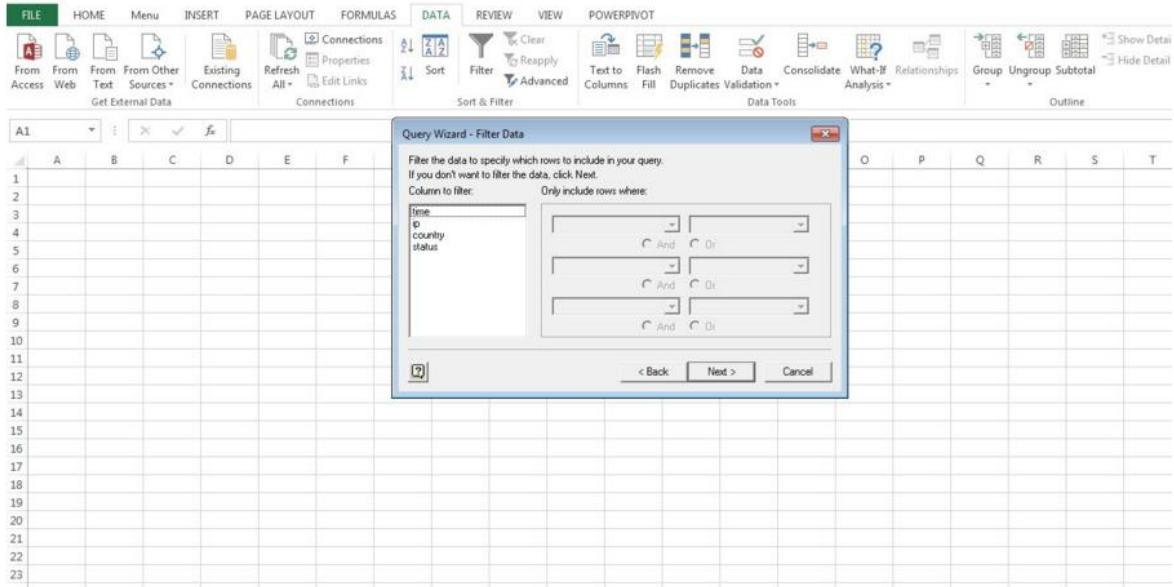 FILE HOME Menu INSERT PAGE LAYOUT FORMULAS DATA REVIEW VIEW POWERPIVOT
From Access
From Web
From Text
From Other Sources
Existing Connections
Get External Data
Refresh All
Connections
Properties
Edit Links
Connections
Sort
Filter
Clear
Reapply
Advanced
Sort & Filter
Text to Columns
Flash Fill
Remove Duplicates
Data Validation
Consolidate
What-If Analysis
Relationships
Data Tools
Group
Ungroup
Subtotal
Show Detai
Hide Detail
Outline
A1
fx
A B C D E F O P Q R S T
Query Wizard - Filter Data
Filter the data to specify which rows to include in your query.
If you don't want to filter the data, click Next.
Column to filter:
Only include rows where:
time
ip
country
status
And Or
And Or
And Or
< Back Next > Cancel
1
2
3
4
5
6
7
8
9
10
11
12
13
14
15
16
17
18
19
20
21
22
23